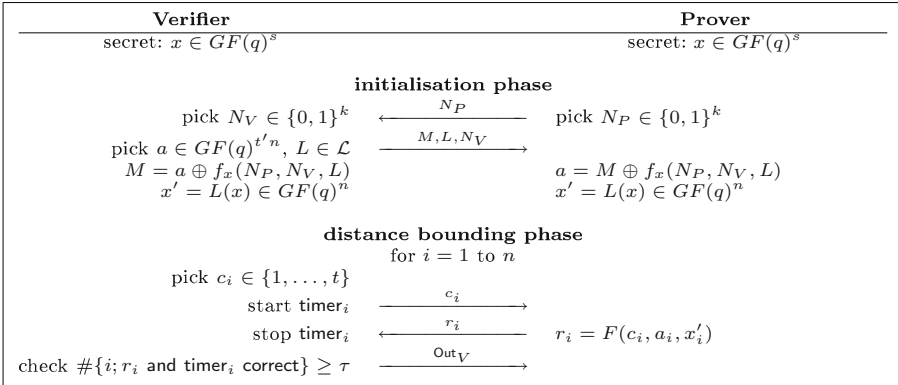 Verifier Prover
secret: x ∈ GF(q)^s secret: x ∈ GF(q)^s
initialisation phase
pick N_V ∈ {0, 1}^k N_P pick N_P ∈ {0, 1}^k
pick a ∈ GF(q)^{t′n}, L ∈ ℒ M, L, N_V
M = a ⊕ f_x(N_P, N_V, L) a = M ⊕ f_x(N_P, N_V, L)
x′ = L(x) ∈ GF(q)^n x′ = L(x) ∈ GF(q)^n
distance bounding phase
for i = 1 to n
pick c_i ∈ {1, . . . , t}
start timer_i c_i
stop timer_i r_i r_i = F(c_i, a_i, x′_i)
check #{i; r_i and timer_i correct} ≥ τ Out_V